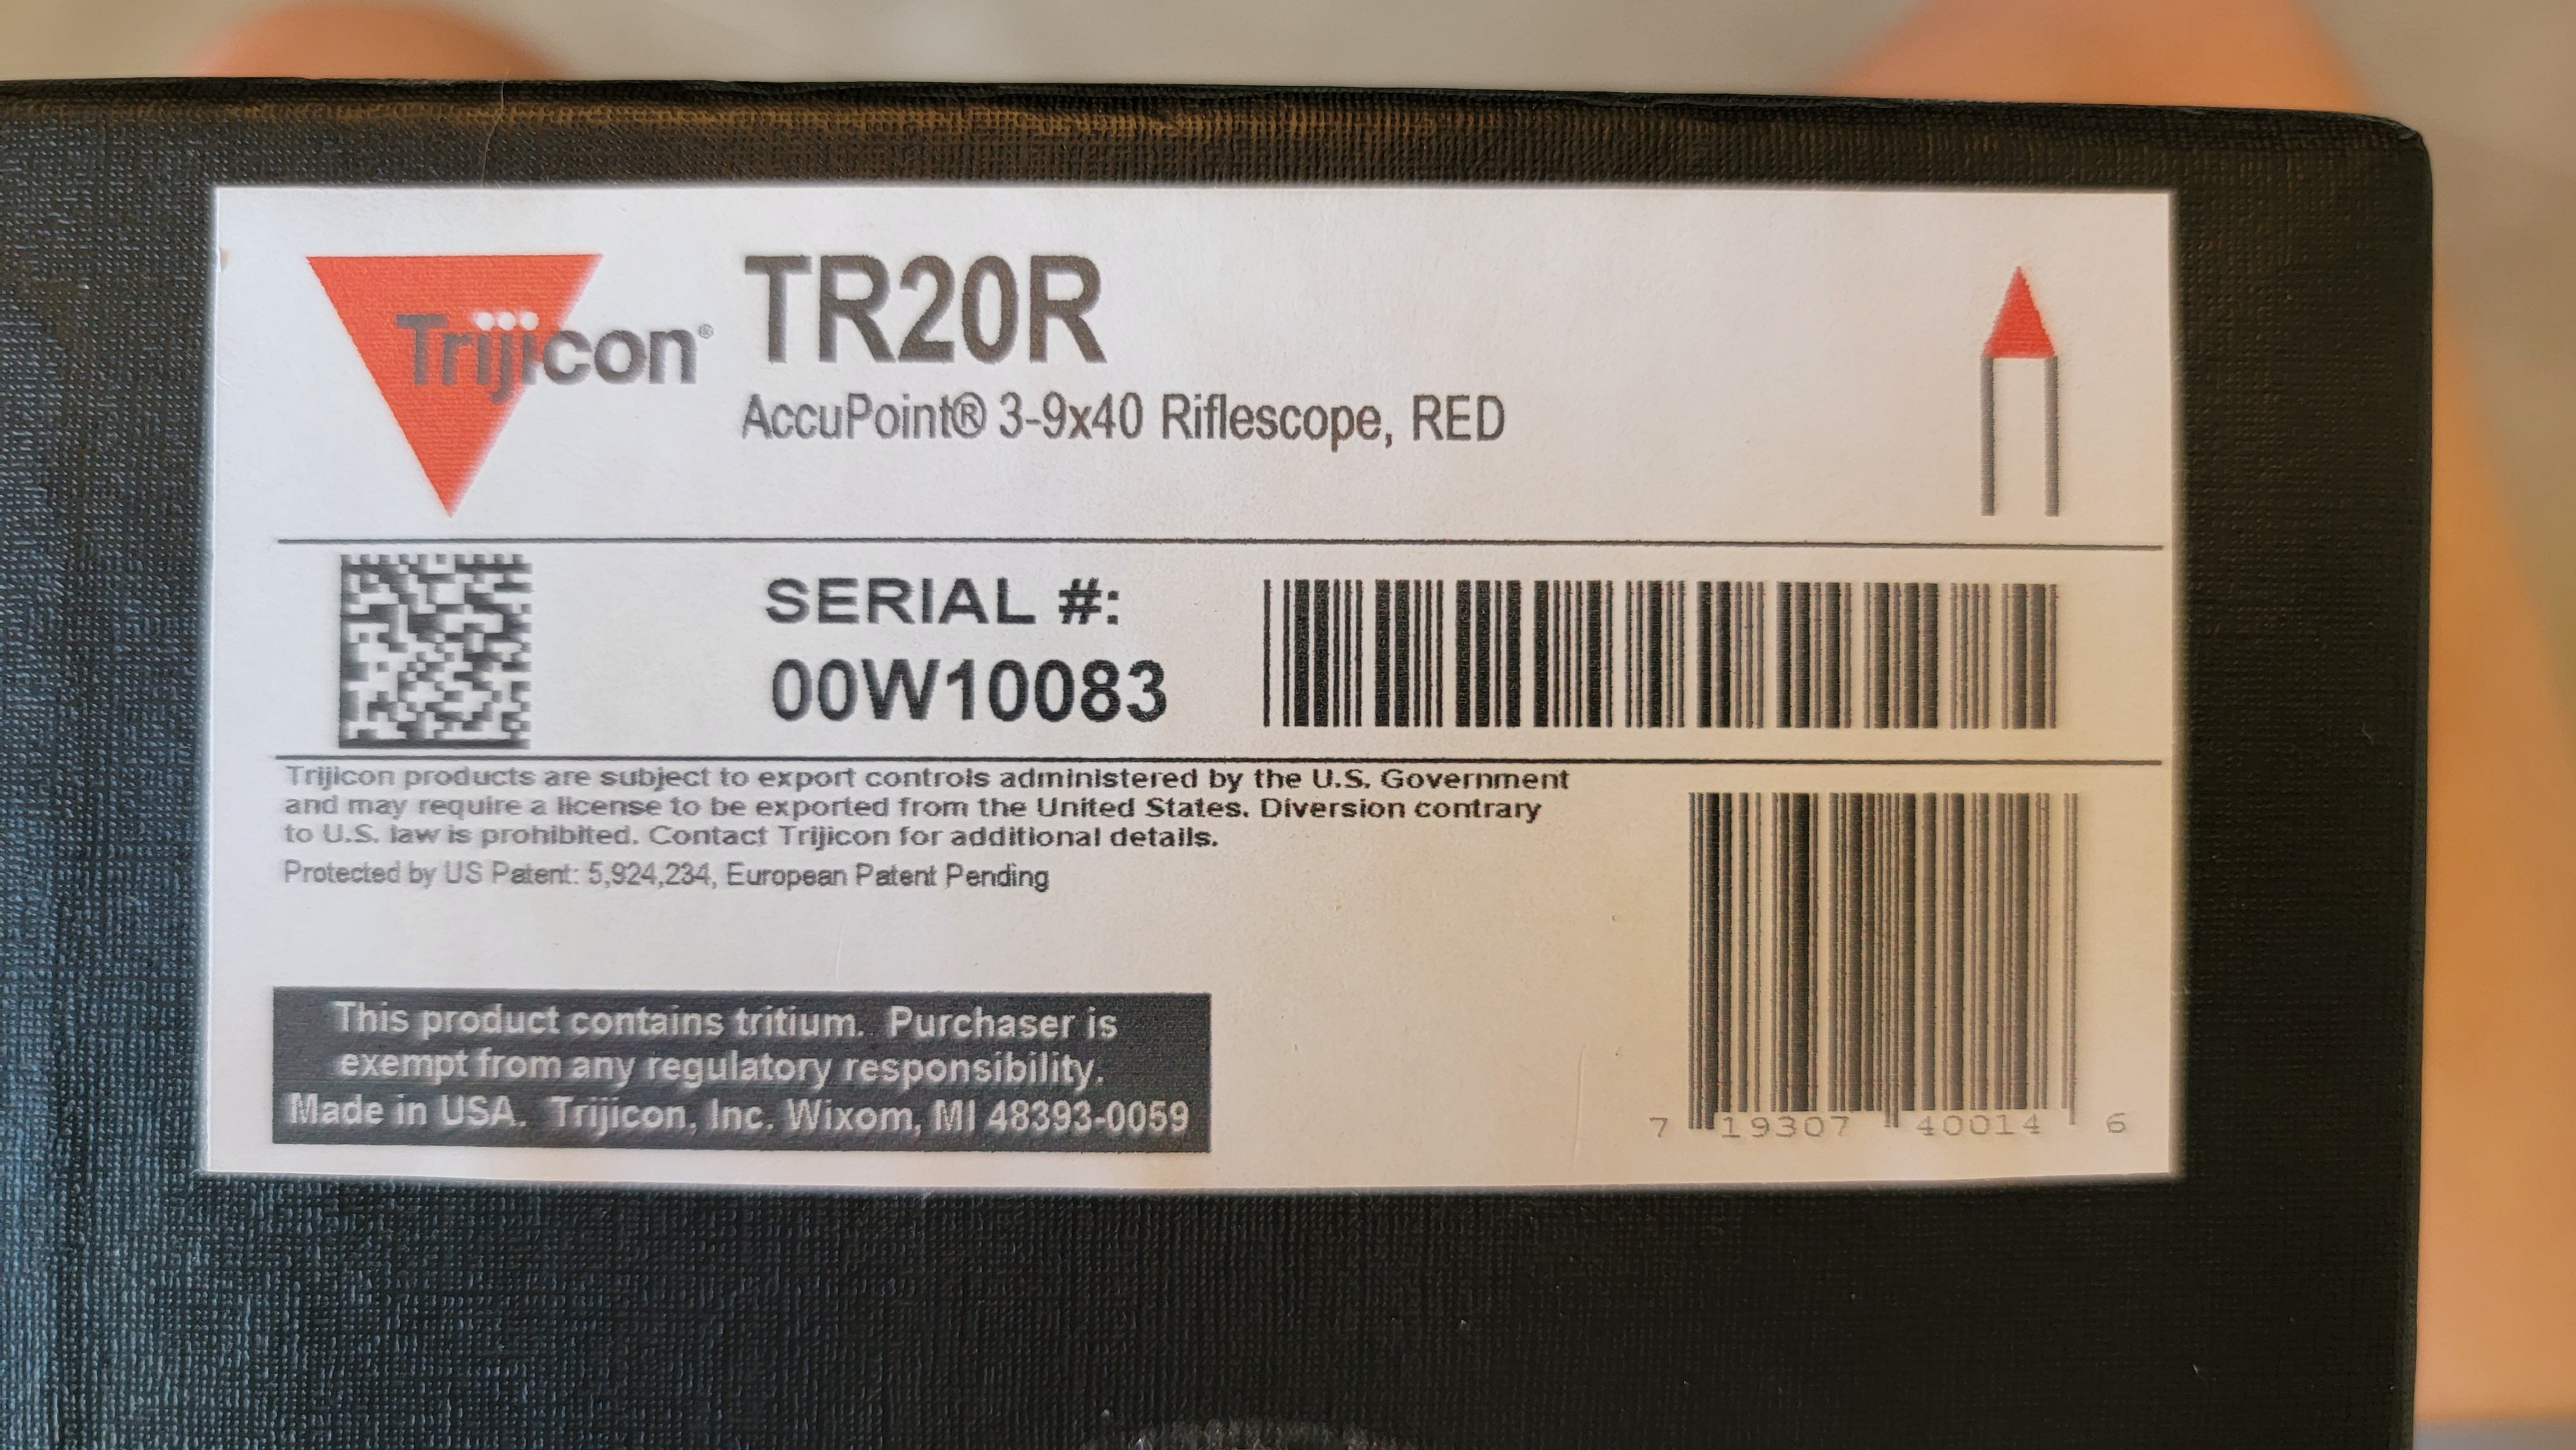 Trijicon®
TR20R
AccuPoint® 3-9x40 Riflescope, RED
SERIAL #:
00W10083
Trijicon products are subject to export controls administered by the U.S. Government
and may require a license to be exported from the United States. Diversion contrary
to U.S. law is prohibited. Contact Trijicon for additional details.
Protected by US Patent: 5,924,234, European Patent Pending
This product contains tritium. Purchaser is
exempt from any regulatory responsibility.
Made in USA. Trijicon, Inc. Wixom, MI 48393-0059
7 19307 40014 6